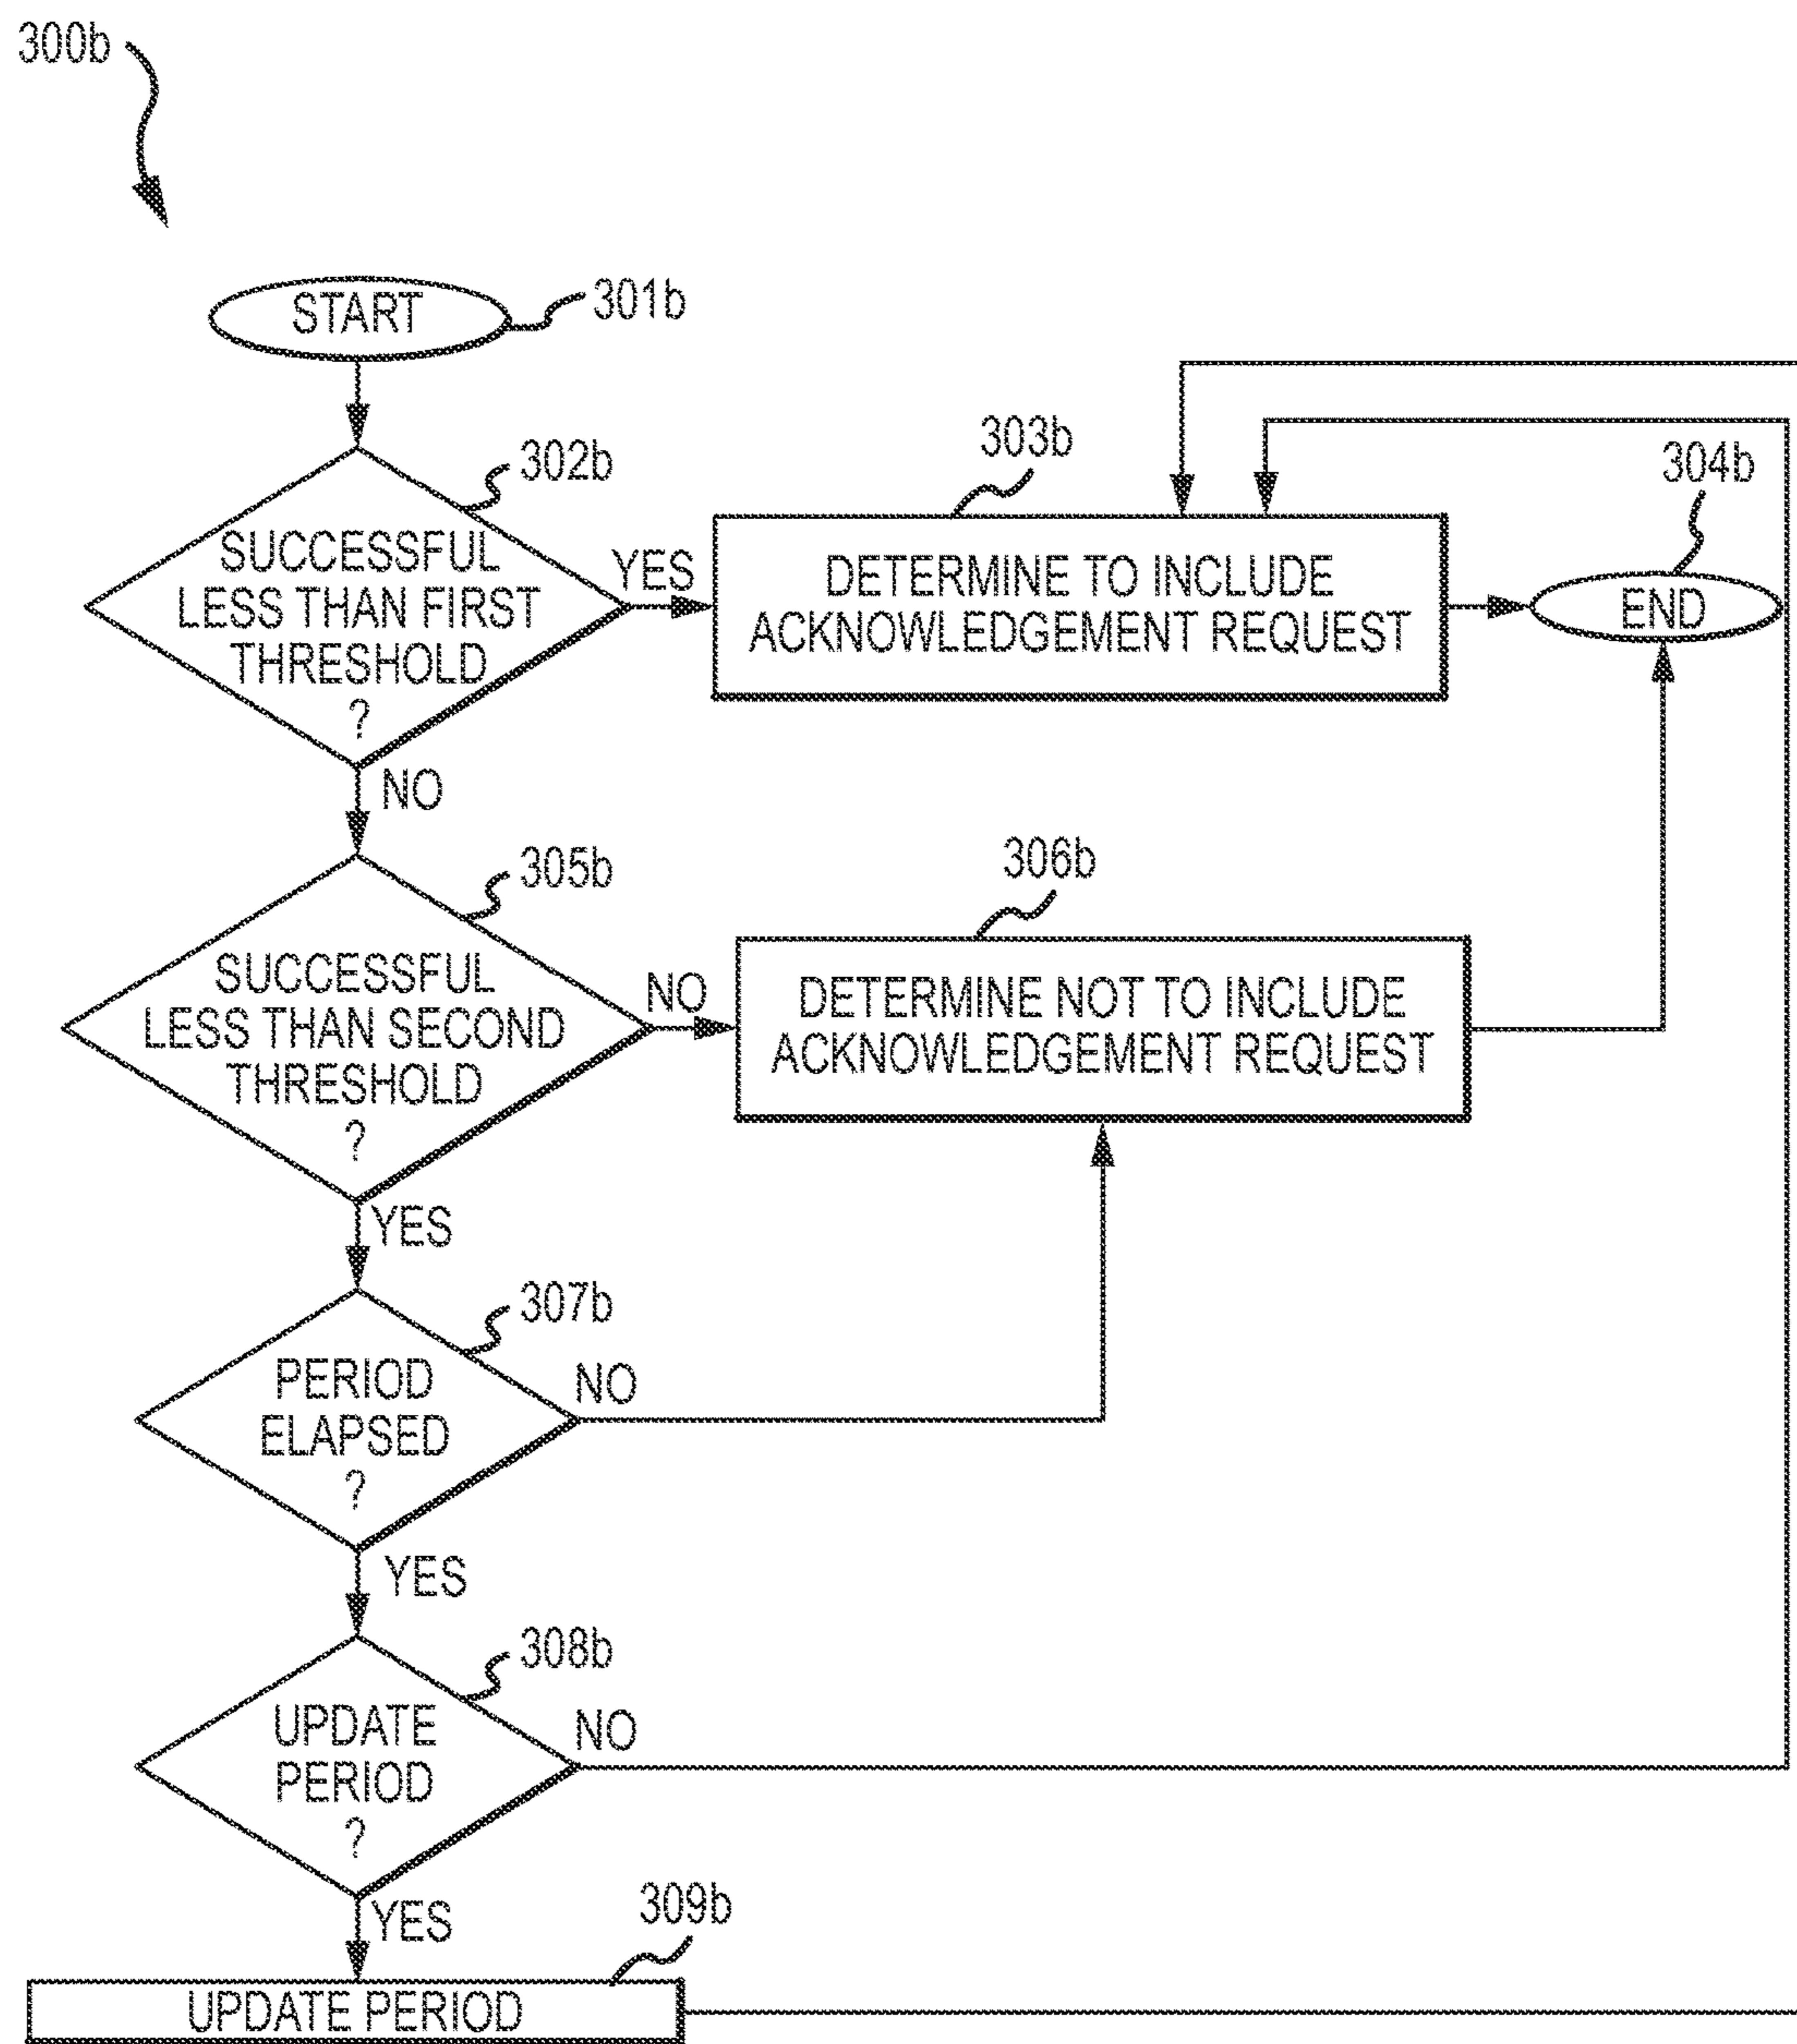 300b
START
301b
302b
SUCCESSFUL
LESS THAN FIRST
THRESHOLD
?
YES
303b
DETERMINE TO INCLUDE
ACKNOWLEDGEMENT REQUEST
304b
END
NO
305b
SUCCESSFUL
LESS THAN SECOND
THRESHOLD
?
NO
306b
DETERMINE NOT TO INCLUDE
ACKNOWLEDGEMENT REQUEST
YES
307b
PERIOD
ELAPSED
?
NO
YES
308b
UPDATE
PERIOD
?
NO
YES
309b
UPDATE PERIOD